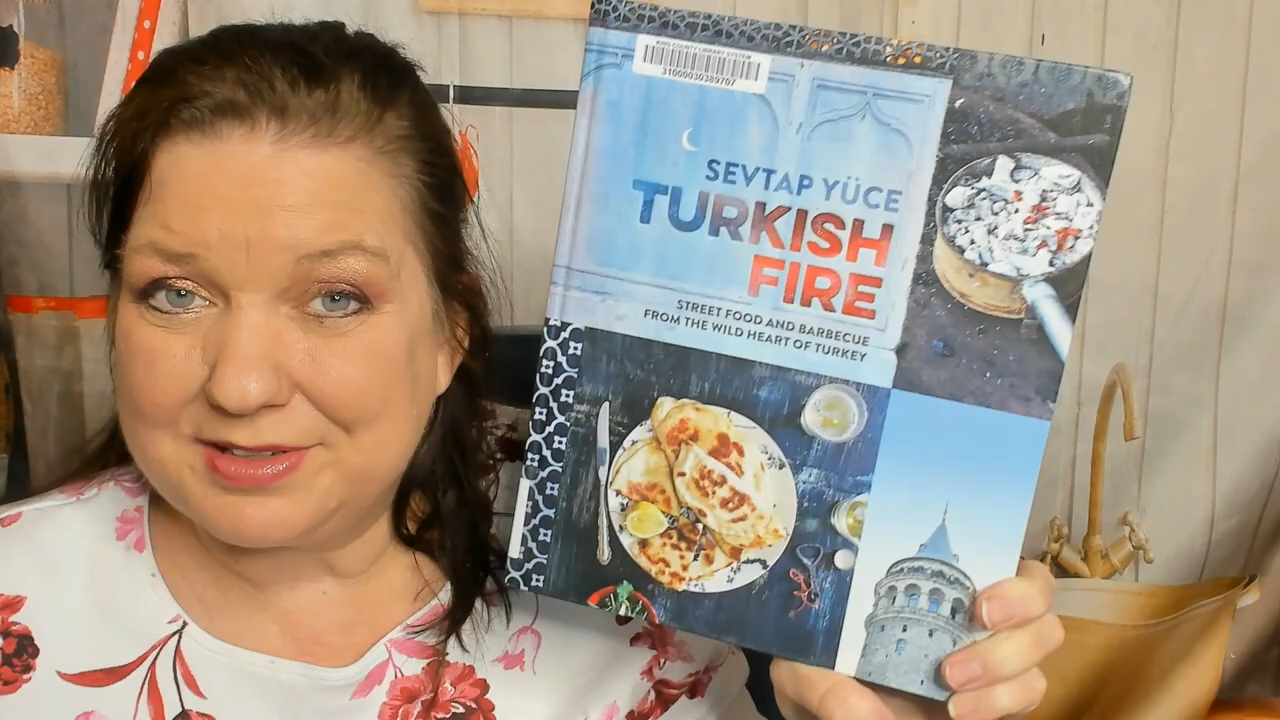 KING COUNTY LIBRARY SYSTEM
31000030389707
SEVTAP YÜCE
TURKISH
FIRE
STREET FOOD AND BARBECUE
FROM THE WILD HEART OF TURKEY